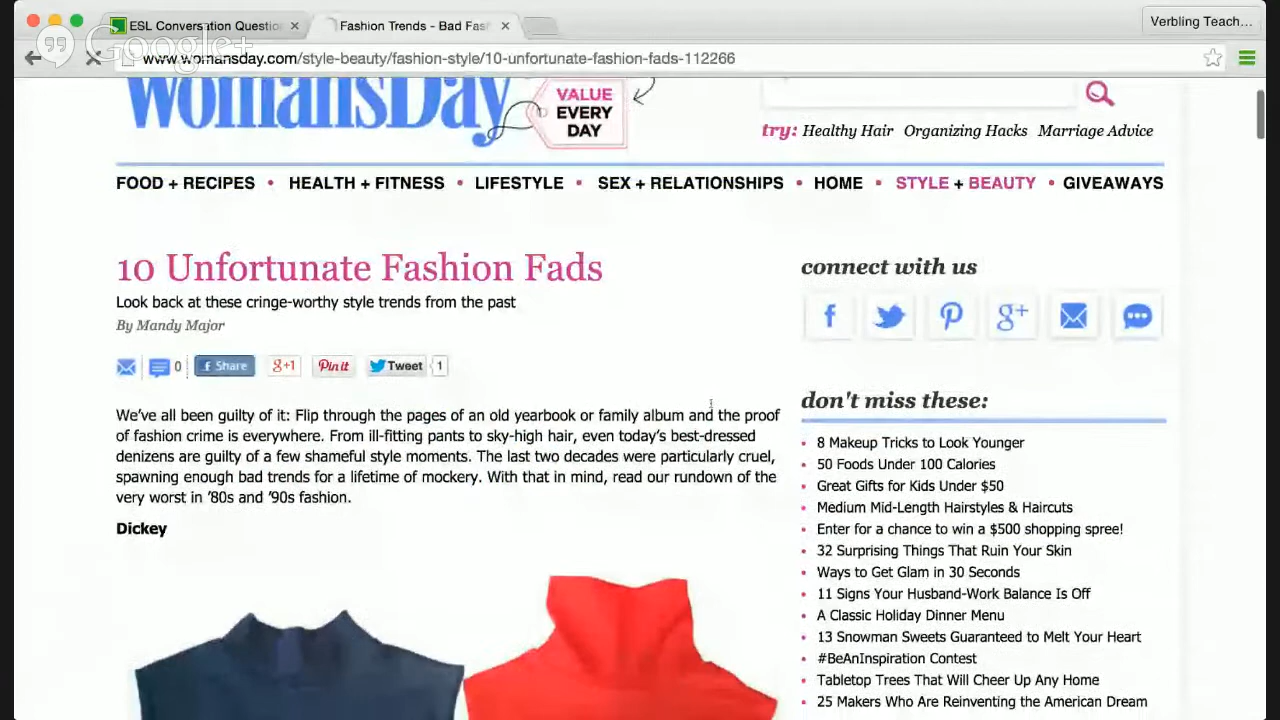 ESL Conversation Questio
Fashion Trends - Bad Fas
Verbling Teach...
Google+
www.womansday.com/style-beauty/fashion-style/10-unfortunate-fashion-fads-112266
womansDay
VALUE
EVERY
DAY
try: Healthy Hair Organizing Hacks Marriage Advice
FOOD + RECIPES • HEALTH + FITNESS • LIFESTYLE • SEX + RELATIONSHIPS • HOME • STYLE + BEAUTY • GIVEAWAYS
10 Unfortunate Fashion Fads
Look back at these cringe-worthy style trends from the past
By Mandy Major
0 f Share g+1 Pin it Tweet 1
We've all been guilty of it: Flip through the pages of an old yearbook or family album and the proof
of fashion crime is everywhere. From ill-fitting pants to sky-high hair, even today's best-dressed
denizens are guilty of a few shameful style moments. The last two decades were particularly cruel,
spawning enough bad trends for a lifetime of mockery. With that in mind, read our rundown of the
very worst in '80s and '90s fashion.
Dickey
connect with us
don't miss these:
• 8 Makeup Tricks to Look Younger
• 50 Foods Under 100 Calories
• Great Gifts for Kids Under $50
• Medium Mid-Length Hairstyles & Haircuts
• Enter for a chance to win a $500 shopping spree!
• 32 Surprising Things That Ruin Your Skin
• Ways to Get Glam in 30 Seconds
• 11 Signs Your Husband-Work Balance Is Off
• A Classic Holiday Dinner Menu
• 13 Snowman Sweets Guaranteed to Melt Your Heart
• #BeAnInspiration Contest
• Tabletop Trees That Will Cheer Up Any Home
• 25 Makers Who Are Reinventing the American Dream